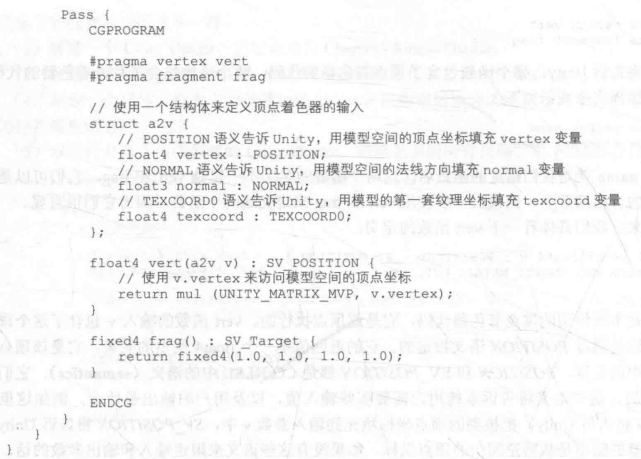 Pass {
CGPROGRAM
#pragma vertex vert
#pragma fragment frag
// 使用一个结构体来定义顶点着色器的输入
struct a2v {
// POSITION 语义告诉 Unity，用模型空间的顶点坐标填充 vertex 变量
float4 vertex : POSITION;
// NORMAL 语义告诉 Unity，用模型空间的法线方向填充 normal 变量
float3 normal : NORMAL;
// TEXCOORD0 语义告诉 Unity，用模型的第一套纹理坐标填充 texcoord 变量
float4 texcoord : TEXCOORD0;
};
float4 vert(a2v v) : SV_POSITION {
// 使用 v.vertex 来访问模型空间的顶点坐标
return mul (UNITY_MATRIX_MVP, v.vertex);
}
fixed4 frag() : SV_Target {
return fixed4(1.0, 1.0, 1.0, 1.0);
}
ENDCG
}
}
}